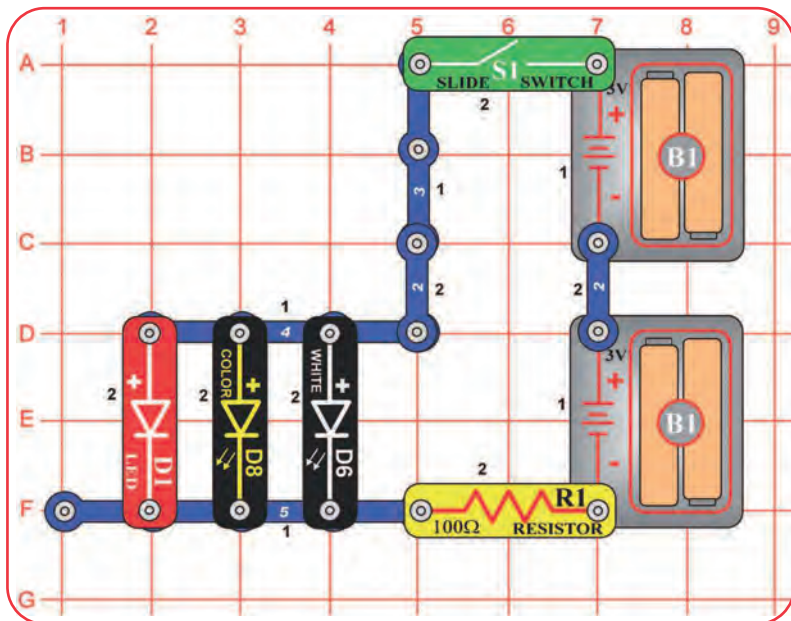 1 2 3 4 5 6 7 8 9
A
S1
SLIDE SWITCH
2
3V
+
B
3
1
1
B1
-
C
2
2
2
2
D
1
4
3V
+
+
COLOR
+
WHITE
+
2
2
2
E
1
B1
-
D1
LED
D8
D6
2
F
5
1
R1
100Ω RESISTOR
G